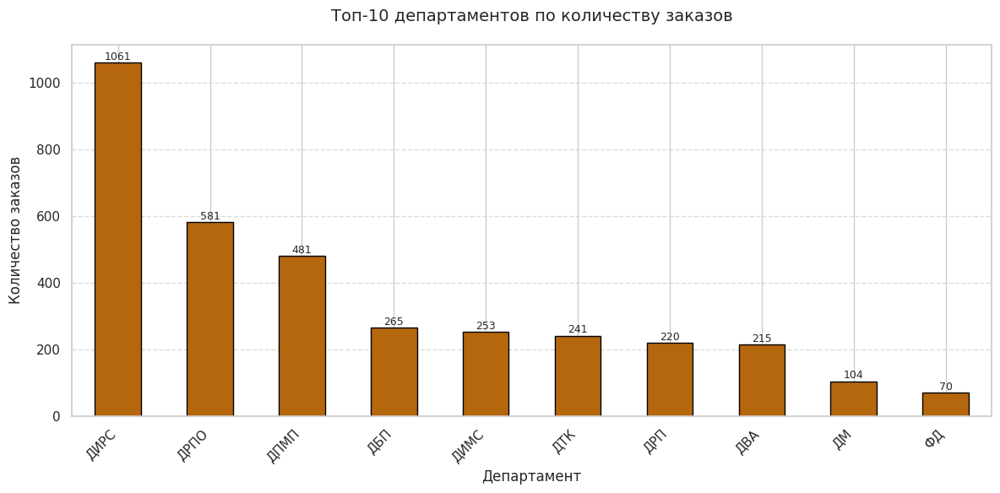 Топ-10 департаментов по количеству заказов
Количество заказов
1000
800
600
400
200
0
1061
581
481
265
253
241
220
215
104
70
ДИРС
ДРПО
ДПМП
ДБП
ДИМС
ДТК
ДРП
ДВА
ДМ
ФД
Департамент